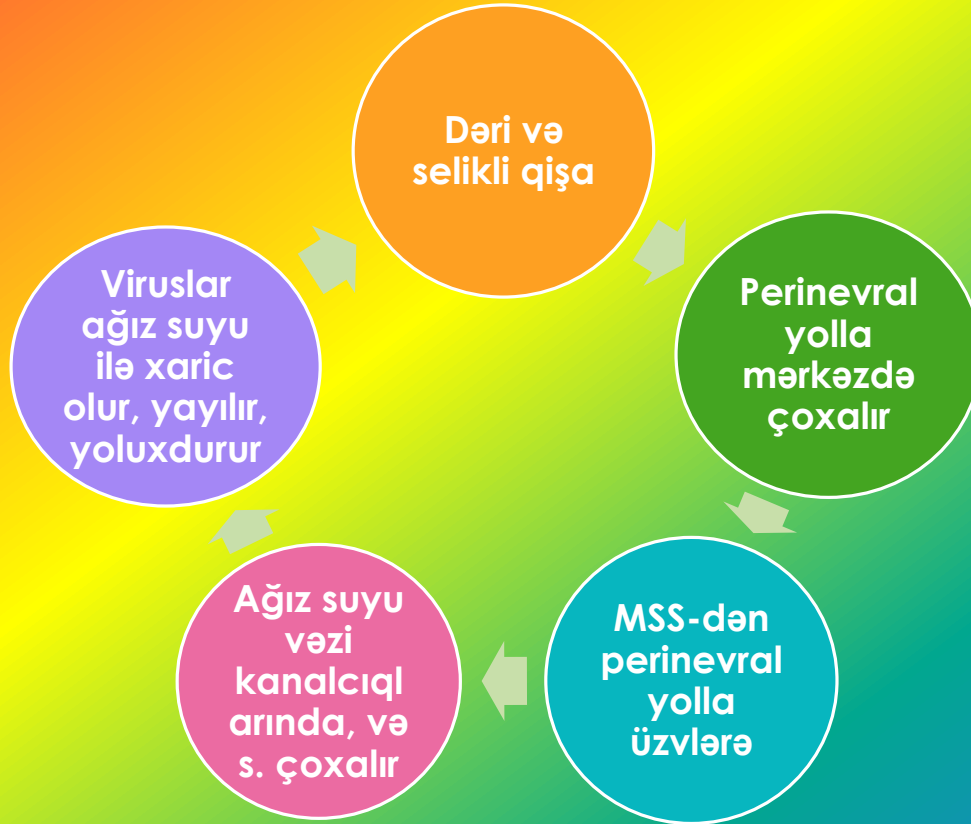 Dəri və
selikli qişa
Perinevral
yolla
mərkəzdə
çoxalır
MSS-dən
perinevral
yolla
üzvlərə
Ağız suyu
vəzi
kanalcıql
arında, və
s. çoxalır
Viruslar
ağız suyu
ilə xaric
olur, yayılır,
yoluxdurur